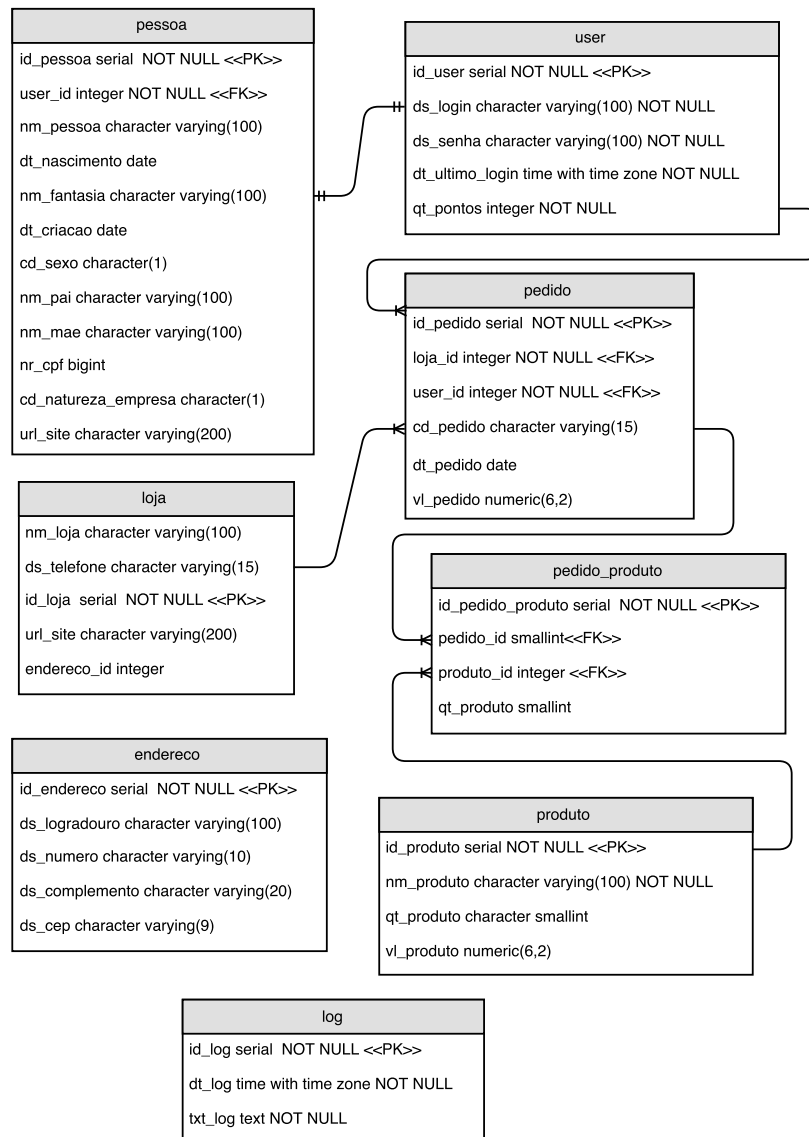 pessoa
id_pessoa serial  NOT NULL <<PK>>
user_id integer NOT NULL <<FK>>
nm_pessoa character varying(100)
dt_nascimento date
nm_fantasia character varying(100)
dt_criacao date
cd_sexo character(1)
nm_pai character varying(100)
nm_mae character varying(100)
nr_cpf bigint
cd_natureza_empresa character(1)
url_site character varying(200)
user
id_user serial NOT NULL <<PK>>
ds_login character varying(100) NOT NULL
ds_senha character varying(100) NOT NULL
dt_ultimo_login time with time zone NOT NULL
qt_pontos integer NOT NULL
pedido
id_pedido serial  NOT NULL <<PK>>
loja_id integer NOT NULL <<FK>>
user_id integer NOT NULL <<FK>>
cd_pedido character varying(15)
dt_pedido date
vl_pedido numeric(6,2)
loja
nm_loja character varying(100)
ds_telefone character varying(15)
id_loja  serial  NOT NULL <<PK>>
url_site character varying(200)
endereco_id integer
pedido_produto
id_pedido_produto serial  NOT NULL <<PK>>
pedido_id smallint<<FK>>
produto_id integer <<FK>>
qt_produto smallint
endereco
id_endereco serial  NOT NULL <<PK>>
ds_logradouro character varying(100)
ds_numero character varying(10)
ds_complemento character varying(20)
ds_cep character varying(9)
produto
id_produto serial NOT NULL <<PK>>
nm_produto character varying(100) NOT NULL
qt_produto character smallint
vl_produto numeric(6,2)
log
id_log serial  NOT NULL <<PK>>
dt_log time with time zone NOT NULL
txt_log text NOT NULL